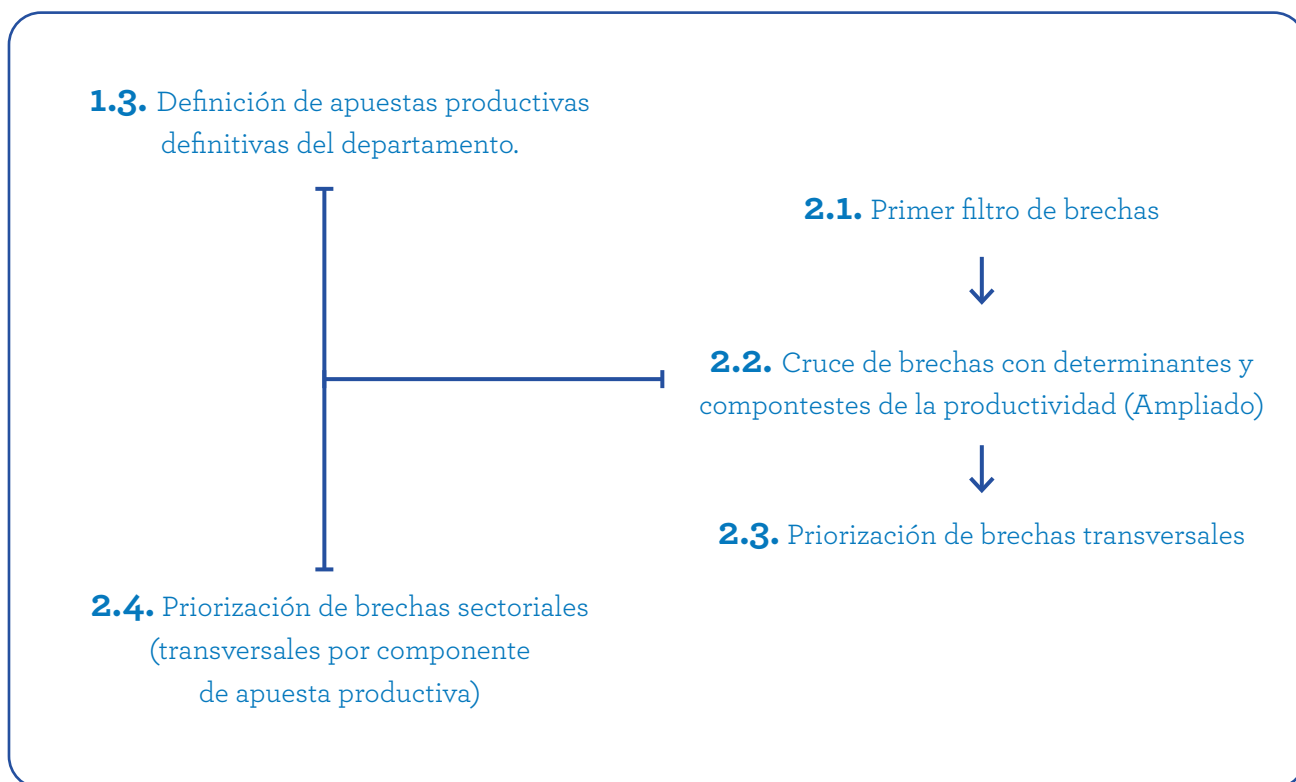 1.3. Definición de apuestas productivas
definitivas del departamento.
2.1. Primer filtro de brechas
2.2. Cruce de brechas con determinantes y
compontestes de la productividad (Ampliado)
2.3. Priorización de brechas transversales
2.4. Priorización de brechas sectoriales
(transversales por componente
de apuesta productiva)